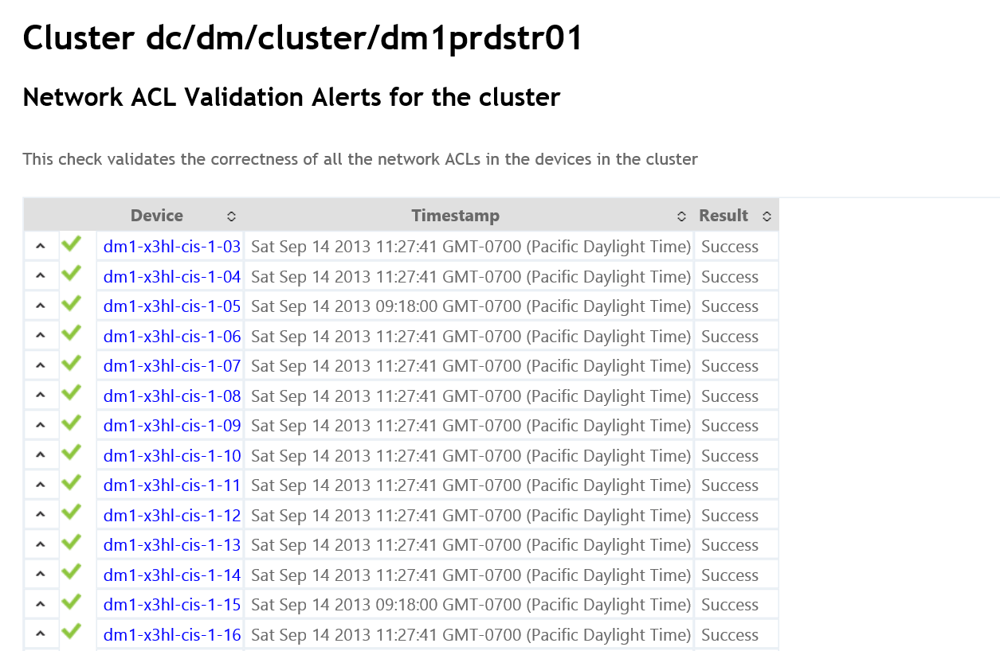 Cluster dc/dm/cluster/dm1prdstr01
Network ACL Validation Alerts for the cluster
This check validates the correctness of all the network ACLs in the devices in the cluster
Device Timestamp Result
dm1-x3hl-cis-1-03 Sat Sep 14 2013 11:27:41 GMT-0700 (Pacific Daylight Time) Success
dm1-x3hl-cis-1-04 Sat Sep 14 2013 11:27:41 GMT-0700 (Pacific Daylight Time) Success
dm1-x3hl-cis-1-05 Sat Sep 14 2013 09:18:00 GMT-0700 (Pacific Daylight Time) Success
dm1-x3hl-cis-1-06 Sat Sep 14 2013 11:27:41 GMT-0700 (Pacific Daylight Time) Success
dm1-x3hl-cis-1-07 Sat Sep 14 2013 11:27:41 GMT-0700 (Pacific Daylight Time) Success
dm1-x3hl-cis-1-08 Sat Sep 14 2013 11:27:41 GMT-0700 (Pacific Daylight Time) Success
dm1-x3hl-cis-1-09 Sat Sep 14 2013 11:27:41 GMT-0700 (Pacific Daylight Time) Success
dm1-x3hl-cis-1-10 Sat Sep 14 2013 11:27:41 GMT-0700 (Pacific Daylight Time) Success
dm1-x3hl-cis-1-11 Sat Sep 14 2013 11:27:41 GMT-0700 (Pacific Daylight Time) Success
dm1-x3hl-cis-1-12 Sat Sep 14 2013 11:27:41 GMT-0700 (Pacific Daylight Time) Success
dm1-x3hl-cis-1-13 Sat Sep 14 2013 11:27:41 GMT-0700 (Pacific Daylight Time) Success
dm1-x3hl-cis-1-14 Sat Sep 14 2013 11:27:41 GMT-0700 (Pacific Daylight Time) Success
dm1-x3hl-cis-1-15 Sat Sep 14 2013 09:18:00 GMT-0700 (Pacific Daylight Time) Success
dm1-x3hl-cis-1-16 Sat Sep 14 2013 11:27:41 GMT-0700 (Pacific Daylight Time) Success